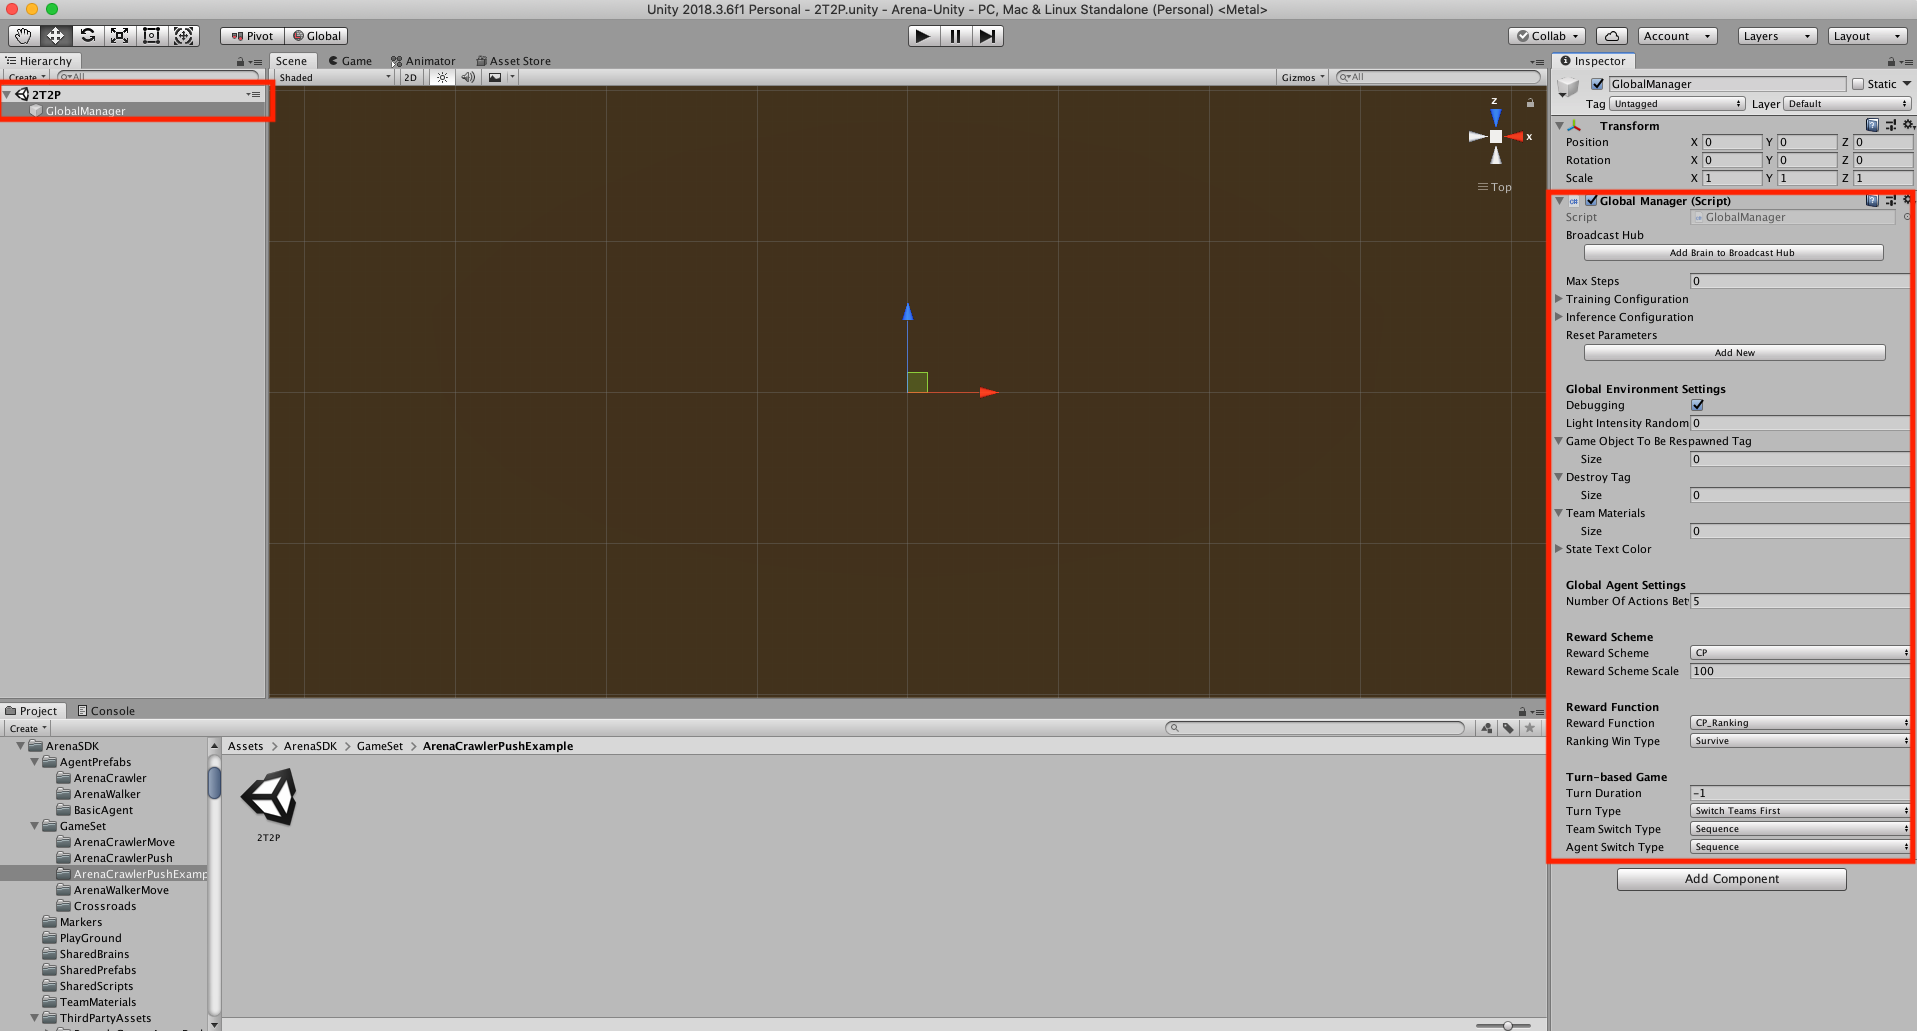 Unity 2018.3.6f1 Personal - 2T2P.unity - Arena-Unity - PC, Mac & Linux Standalone (Personal) <Metal>
Pivot Global Collab Account Layers Layout
Hierarchy
Create All
2T2P
GlobalManager
Scene Game Animator Asset Store
Shaded 2D Gizmos All
z
x
Top
Inspector
GlobalManager Static
Tag Untagged Layer Default
Transform
Position X 0 Y 0 Z 0
Rotation X 0 Y 0 Z 0
Scale X 1 Y 1 Z 1
Global Manager (Script)
Script GlobalManager
Broadcast Hub
Add Brain to Broadcast Hub
Max Steps 0
Training Configuration
Inference Configuration
Reset Parameters
Add New
Global Environment Settings
Debugging
Light Intensity Random 0
Game Object To Be Respawned Tag
Size 0
Destroy Tag
Size 0
Team Materials
Size 0
State Text Color
Global Agent Settings
Number Of Actions Bet 5
Reward Scheme
Reward Scheme CP
Reward Scheme Scale 100
Reward Function
Reward Function CP_Ranking
Ranking Win Type Survive
Turn-based Game
Turn Duration -1
Turn Type Switch Teams First
Team Switch Type Sequence
Agent Switch Type Sequence
Add Component
Project Console
Create
ArenaSDK
AgentPrefabs
ArenaCrawler
ArenaWalker
BasicAgent
GameSet
ArenaCrawlerMove
ArenaCrawlerPush
ArenaCrawlerPushExamp
ArenaWalkerMove
Crossroads
Markers
PlayGround
SharedBrains
SharedPrefabs
SharedScripts
TeamMaterials
ThirdPartyAssets
Assets > ArenaSDK > GameSet > ArenaCrawlerPushExample
2T2P